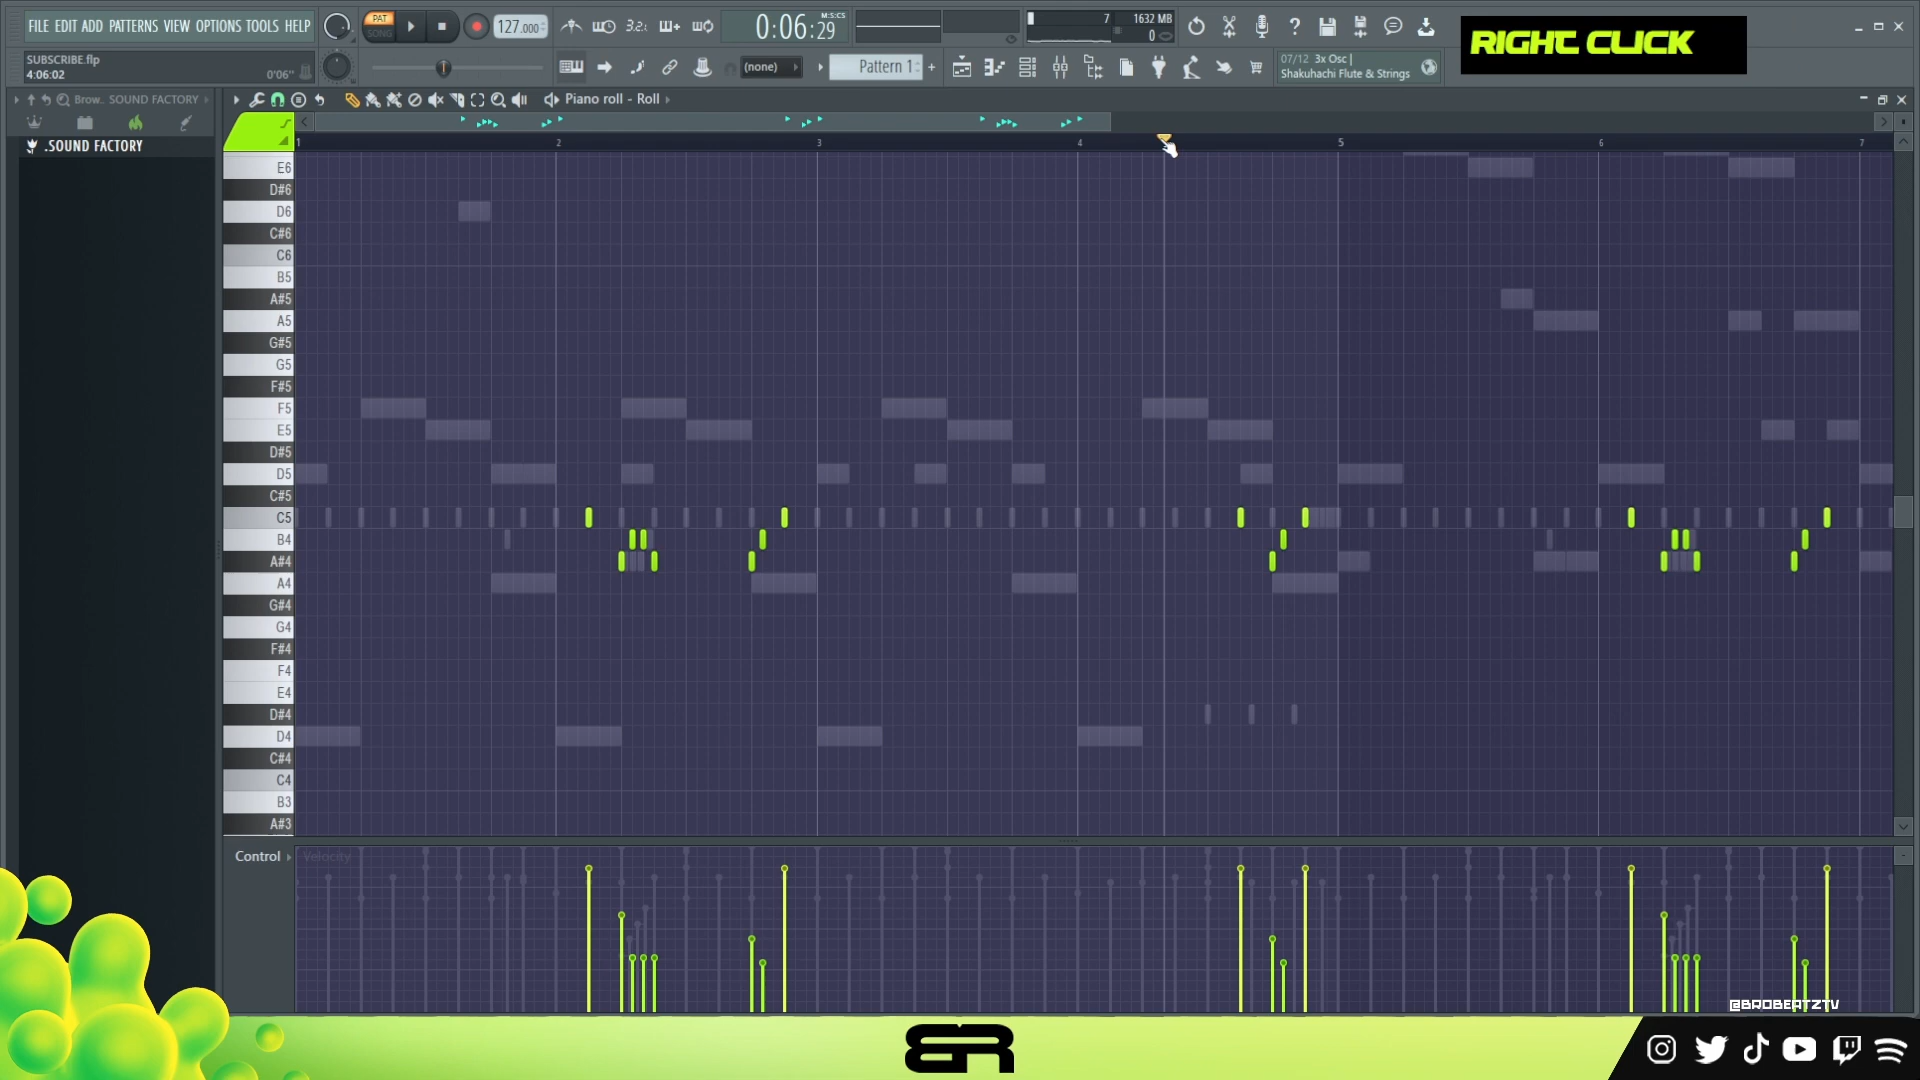 FILE EDIT ADD PATTERNS VIEW OPTIONS TOOLS HELP
PAT
SONG
127.000
3.2.:
M:S:CS
0:06:29
7
1632 MB
0
RIGHT CLICK
SUBSCRIBE.flp
4:06:02
0'06"
(none)
Pattern 1
+
07/12 3x Osc |
Shakuhachi Flute & Strings
Brow.. SOUND FACTORY
Piano roll - Roll
.SOUND FACTORY
1 2 3 4 5 6 7
E6
D#6
D6
C#6
C6
B5
A#5
A5
G#5
G5
F#5
F5
E5
D#5
D5
C#5
C5
B4
A#4
A4
G#4
G4
F#4
F4
E4
D#4
D4
C#4
C4
B3
A#3
Control
Velocity
@BROBEATZTV
BR